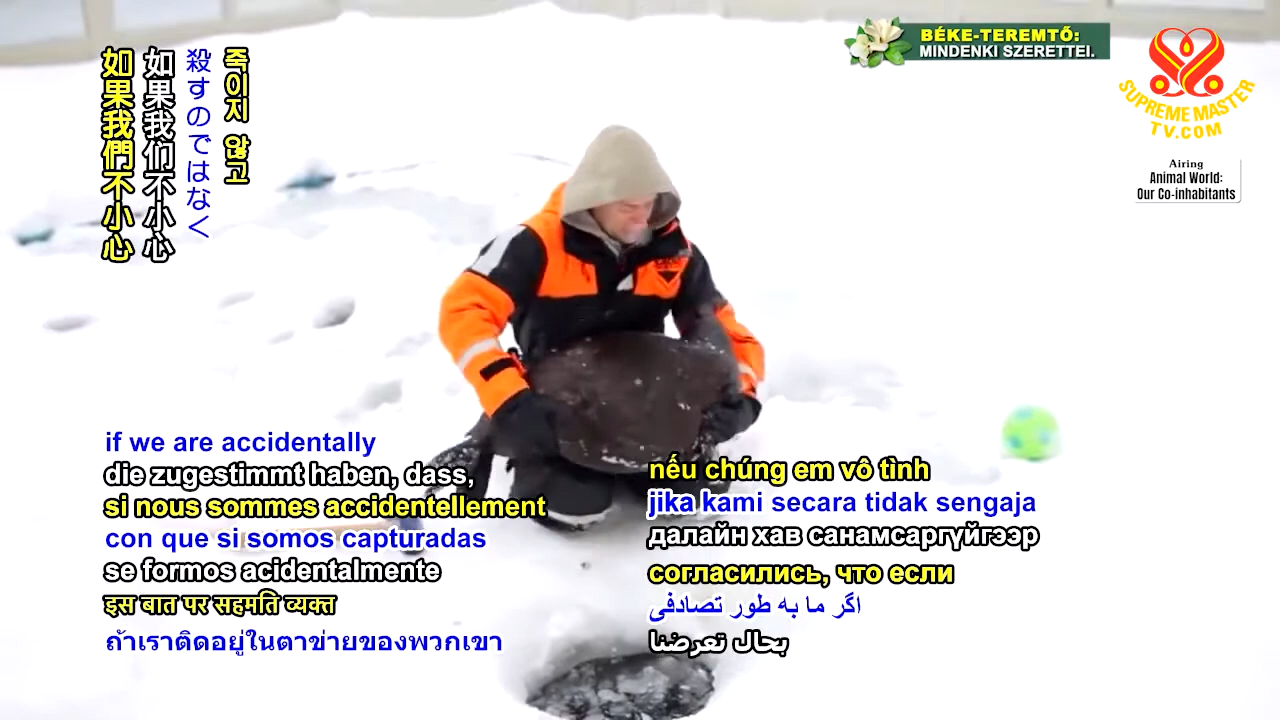 죽이지 않고
殺すのではなく
如果我们不小心
如果我們不小心
BÉKE-TEREMTŐ:
MINDENKI SZERETTEI.
SUPREME MASTER
TV.COM
Airing
Animal World:
Our Co-inhabitants
if we are accidentally
die zugestimmt haben, dass,
si nous sommes accidentellement
con que si somos capturadas
se formos acidentalmente
इस बात पर सहमति व्यक्त
ถ้าเราติดอยู่ในตาข่ายของพวกเขา
nếu chúng em vô tình
jika kami secara tidak sengaja
далайн хав санамсаргүйгээр
согласились, что если
اگر ما به طور تصادفی
بحال تعرضنا